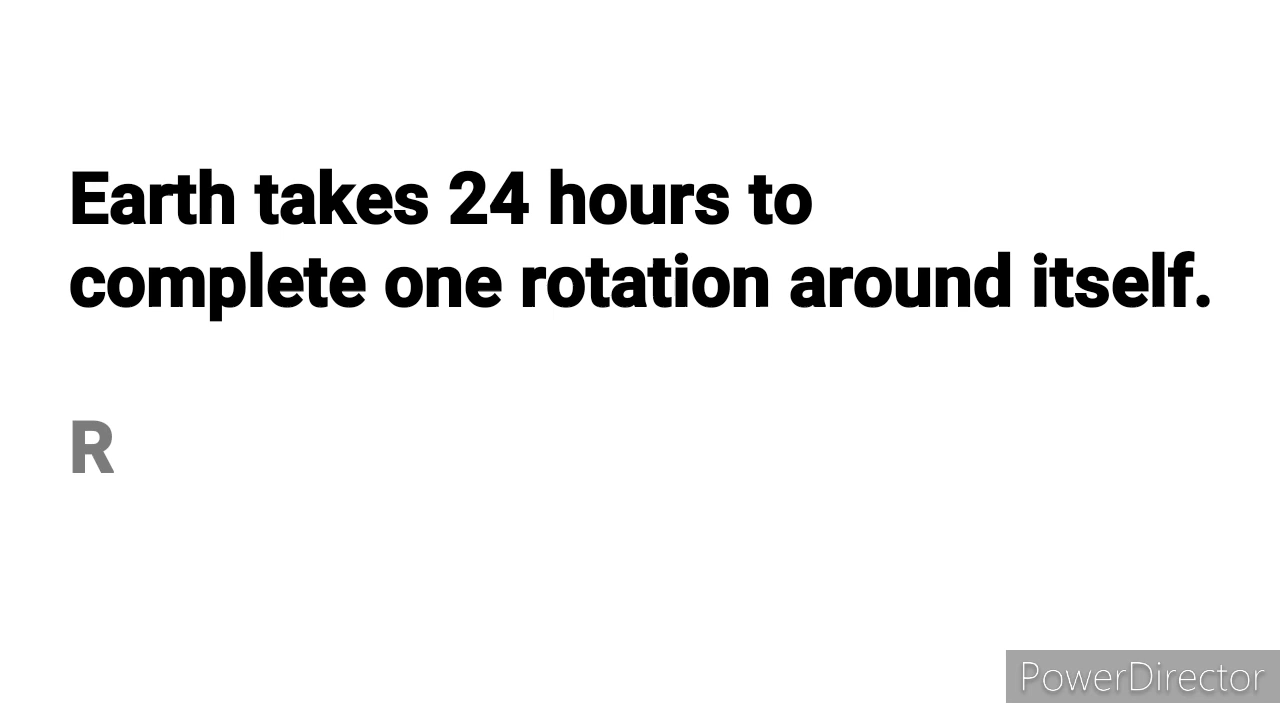 Earth takes 24 hours to
complete one rotation around itself.
R
PowerDirector